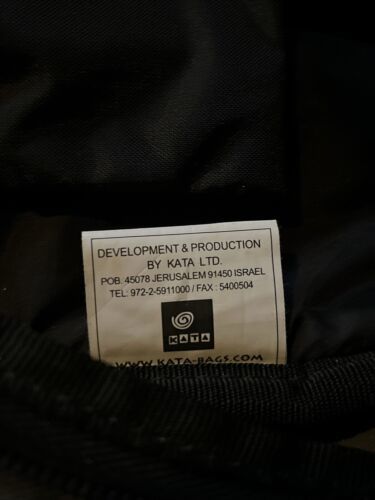 DEVELOPMENT & PRODUCTION
BY KATA LTD.
POB. 45078 JERUSALEM 91450 ISRAEL
TEL: 972-2-5911000 / FAX : 5400504
KATA
WWW.KATA-BAGS.COM